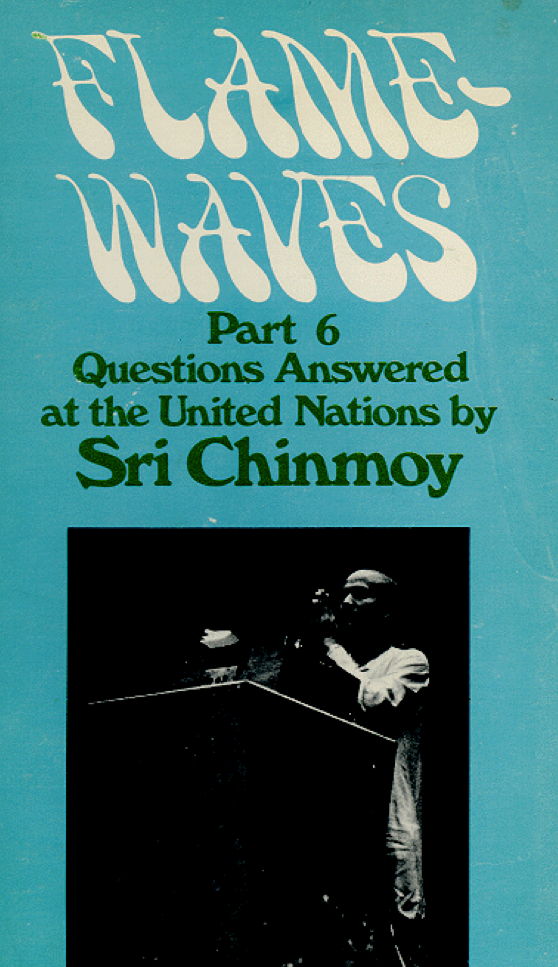 FLAME-
WAVES
Part 6
Questions Answered
at the United Nations by
Sri Chinmoy